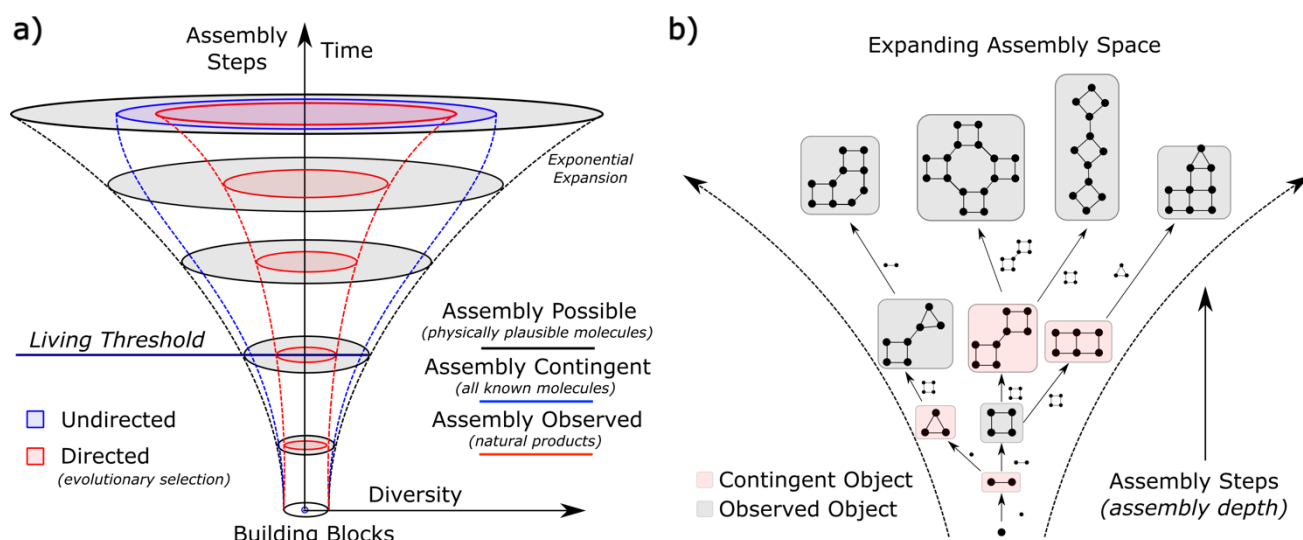 a)
Assembly
Steps
Time
Exponential
Expansion
Living Threshold
Assembly Possible
(physically plausible molecules)
Assembly Contingent
(all known molecules)
Assembly Observed
(natural products)
Undirected
Directed
(evolutionary selection)
Diversity
Building Blocks
b)
Expanding Assembly Space
Contingent Object
Observed Object
Assembly Steps
(assembly depth)